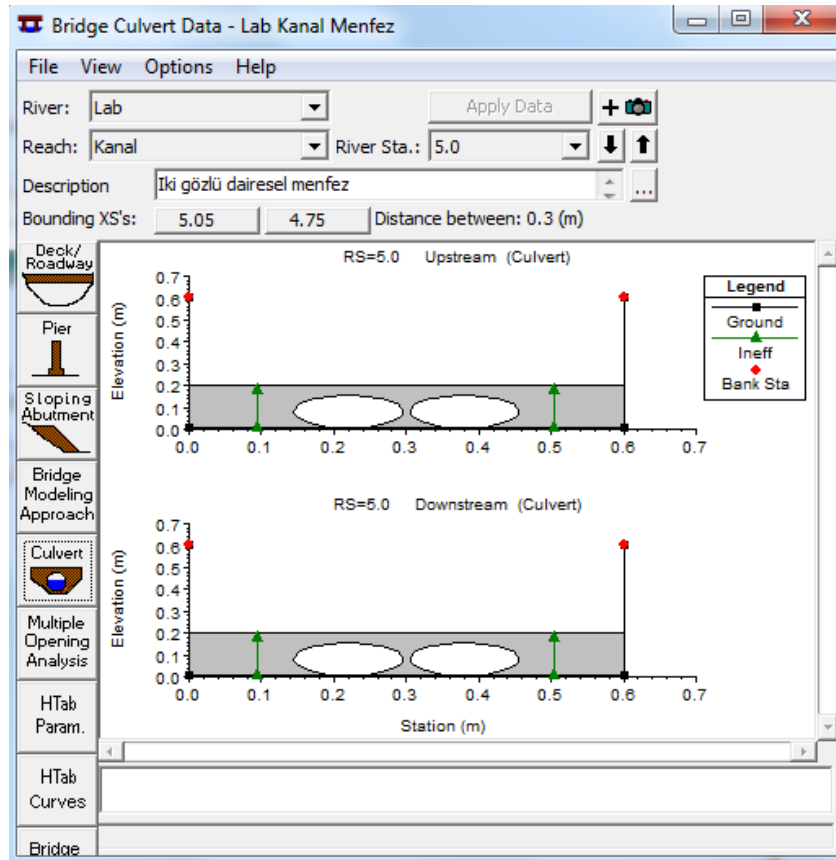 Bridge Culvert Data - Lab Kanal Menfez
File View Options Help
River: Lab Apply Data +
Reach: Kanal River Sta.: 5.0
Description Iki gözlü dairesel menfez ...
Bounding XS's: 5.05 4.75 Distance between: 0.3 (m)
Deck/
Roadway
Pier
Sloping
Abutment
Bridge
Modeling
Approach
Culvert
Multiple
Opening
Analysis
HTab
Param.
HTab
Curves
Bridge
RS=5.0 Upstream (Culvert)
Elevation (m)
0.7
0.6
0.5
0.4
0.3
0.2
0.1
0.0
0.0 0.1 0.2 0.3 0.4 0.5 0.6 0.7
Legend
Ground
Ineff
Bank Sta
RS=5.0 Downstream (Culvert)
Elevation (m)
0.7
0.6
0.5
0.4
0.3
0.2
0.1
0.0
0.0 0.1 0.2 0.3 0.4 0.5 0.6 0.7
Station (m)